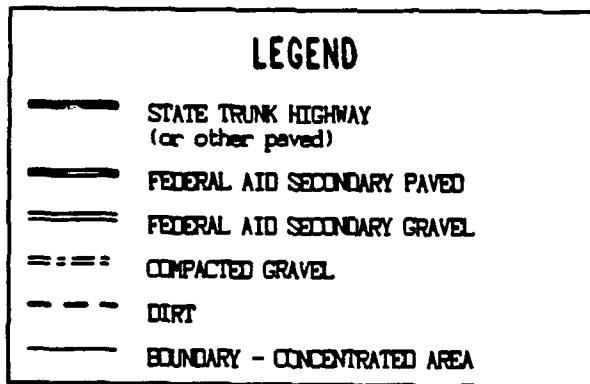 LEGEND
STATE TRUNK HIGHWAY
(or other paved)
FEDERAL AID SECONDARY PAVED
FEDERAL AID SECONDARY GRAVEL
COMPACTED GRAVEL
DIRT
BOUNDARY - CONCENTRATED AREA